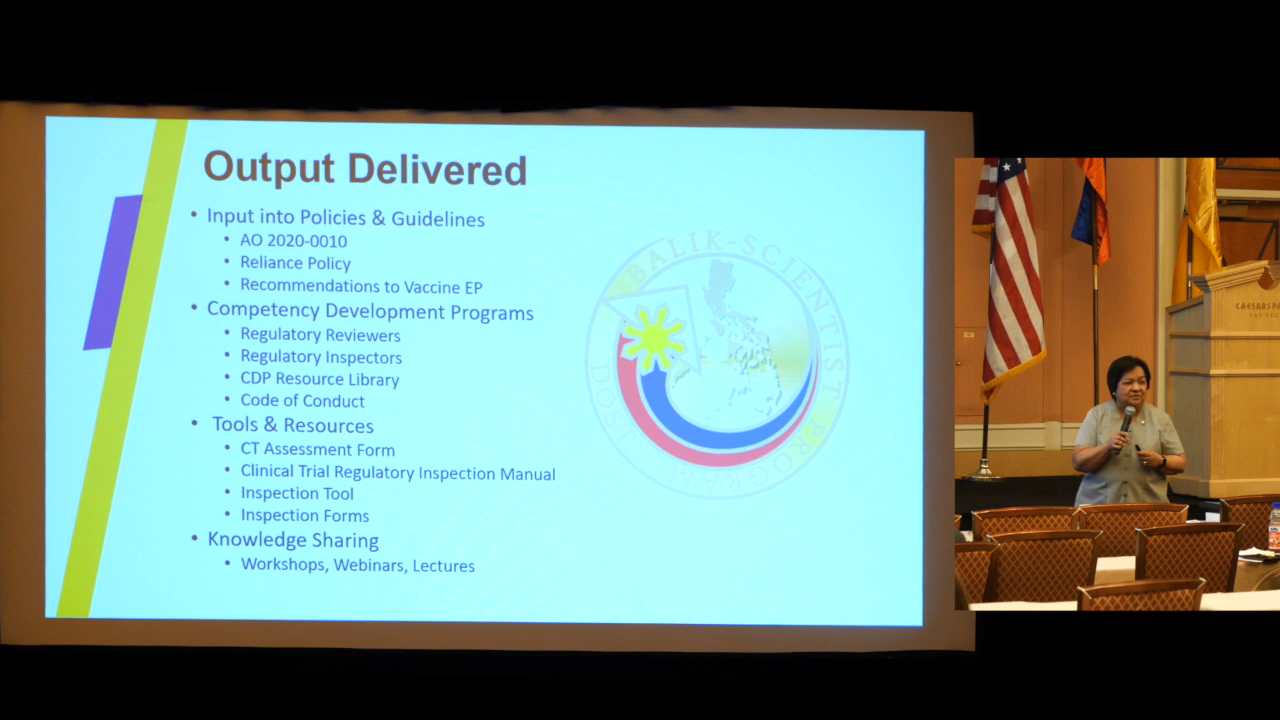 Output Delivered
• Input into Policies & Guidelines
• AO 2020-0010
• Reliance Policy
• Recommendations to Vaccine EP
• Competency Development Programs
• Regulatory Reviewers
• Regulatory Inspectors
• CDP Resource Library
• Code of Conduct
• Tools & Resources
• CT Assessment Form
• Clinical Trial Regulatory Inspection Manual
• Inspection Tool
• Inspection Forms
• Knowledge Sharing
• Workshops, Webinars, Lectures
BALIK-SCIENTIST PROGRAM
DOST
CAESARS